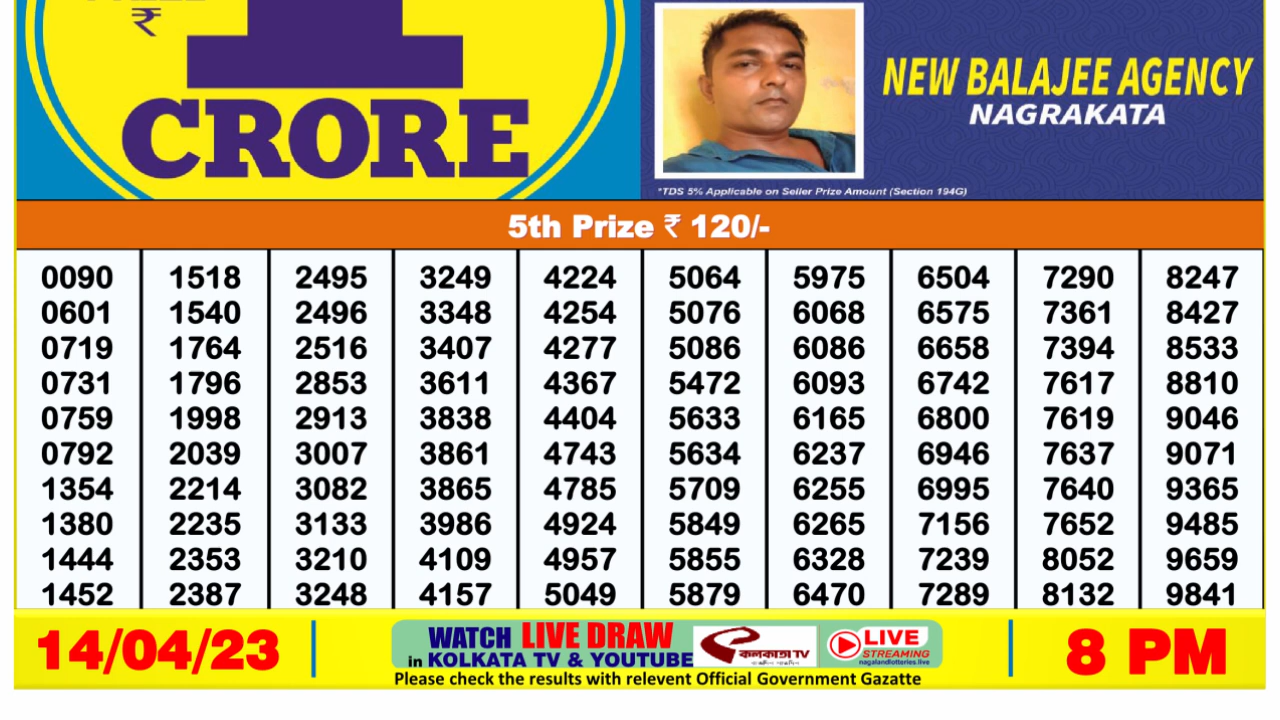 ₹
1
CRORE
NEW BALAJEE AGENCY
NAGRAKATA
*TDS 5% Applicable on Seller Prize Amount (Section 194G)
5th Prize ₹ 120/-
0090 1518 2495 3249 4224 5064 5975 6504 7290 8247
0601 1540 2496 3348 4254 5076 6068 6575 7361 8427
0719 1764 2516 3407 4277 5086 6086 6658 7394 8533
0731 1796 2853 3611 4367 5472 6093 6742 7617 8810
0759 1998 2913 3838 4404 5633 6165 6800 7619 9046
0792 2039 3007 3861 4743 5634 6237 6946 7637 9071
1354 2214 3082 3865 4785 5709 6255 6995 7640 9365
1380 2235 3133 3986 4924 5849 6265 7156 7652 9485
1444 2353 3210 4109 4957 5855 6328 7239 8052 9659
1452 2387 3248 4157 5049 5879 6470 7289 8132 9841
14/04/23
WATCH LIVE DRAW
in KOLKATA TV & YOUTUBE
কলকাতা TV
LIVE
STREAMING
nagalandlotteries.live
Please check the results with relevent Official Government Gazatte
8 PM